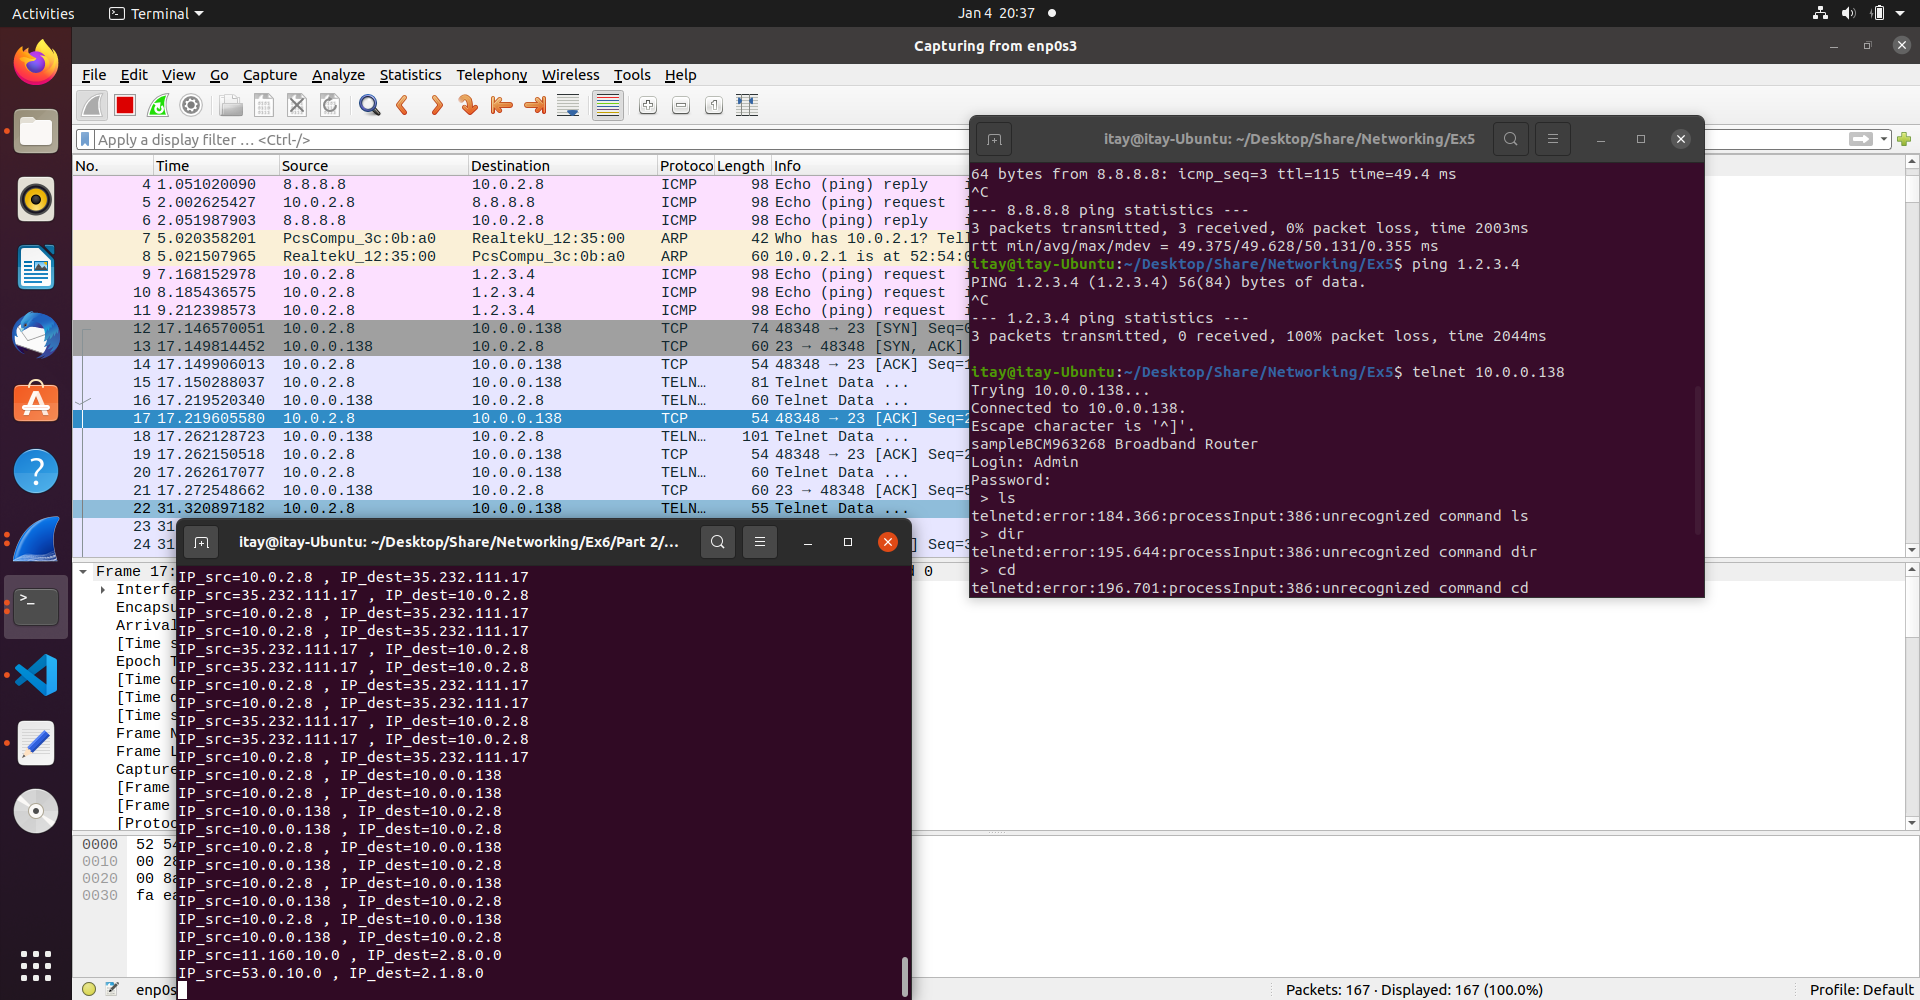 Activities
Terminal
Jan 4 20:37
Capturing from enp0s3
File Edit View Go Capture Analyze Statistics Telephony Wireless Tools Help
Apply a display filter … <Ctrl-/>
No. Time Source Destination Protoco Length Info
4 1.051020090 8.8.8.8 10.0.2.8 ICMP 98 Echo (ping) reply
5 2.002625427 10.0.2.8 8.8.8.8 ICMP 98 Echo (ping) request
6 2.051987903 8.8.8.8 10.0.2.8 ICMP 98 Echo (ping) reply
7 5.020358201 PcsCompu_3c:0b:a0 RealtekU_12:35:00 ARP 42 Who has 10.0.2.1? Tell
8 5.021507965 RealtekU_12:35:00 PcsCompu_3c:0b:a0 ARP 60 10.0.2.1 is at 52:54:0
9 7.168152978 10.0.2.8 1.2.3.4 ICMP 98 Echo (ping) request
10 8.185436575 10.0.2.8 1.2.3.4 ICMP 98 Echo (ping) request
11 9.212398573 10.0.2.8 1.2.3.4 ICMP 98 Echo (ping) request
12 17.146570051 10.0.2.8 10.0.0.138 TCP 74 48348 → 23 [SYN] Seq=0
13 17.149814452 10.0.0.138 10.0.2.8 TCP 60 23 → 48348 [SYN, ACK]
14 17.149906013 10.0.2.8 10.0.0.138 TCP 54 48348 → 23 [ACK] Seq=1
15 17.150288037 10.0.2.8 10.0.0.138 TELN… 81 Telnet Data ...
16 17.219520340 10.0.0.138 10.0.2.8 TELN… 60 Telnet Data ...
17 17.219605580 10.0.2.8 10.0.0.138 TCP 54 48348 → 23 [ACK] Seq=2
18 17.262128723 10.0.0.138 10.0.2.8 TELN… 101 Telnet Data ...
19 17.262150518 10.0.2.8 10.0.0.138 TCP 54 48348 → 23 [ACK] Seq=2
20 17.262617077 10.0.2.8 10.0.0.138 TELN… 60 Telnet Data ...
21 17.272548662 10.0.0.138 10.0.2.8 TCP 60 23 → 48348 [ACK] Seq=5
22 31.320897182 10.0.2.8 10.0.0.138 TELN… 55 Telnet Data ...
23 31
24 31 ] Seq=3
Frame 17: 0
Interfa
Encapsu
Arrival
[Time s
Epoch T
[Time d
[Time d
[Time s
Frame N
Frame L
Capture
[Frame
[Frame
[Protoc
0000 52 54
0010 00 28
0020 00 8a
0030 fa ea
itay@itay-Ubuntu: ~/Desktop/Share/Networking/Ex5
64 bytes from 8.8.8.8: icmp_seq=3 ttl=115 time=49.4 ms
^C
--- 8.8.8.8 ping statistics ---
3 packets transmitted, 3 received, 0% packet loss, time 2003ms
rtt min/avg/max/mdev = 49.375/49.628/50.131/0.355 ms
itay@itay-Ubuntu:~/Desktop/Share/Networking/Ex5$ ping 1.2.3.4
PING 1.2.3.4 (1.2.3.4) 56(84) bytes of data.
^C
--- 1.2.3.4 ping statistics ---
3 packets transmitted, 0 received, 100% packet loss, time 2044ms
itay@itay-Ubuntu:~/Desktop/Share/Networking/Ex5$ telnet 10.0.0.138
Trying 10.0.0.138...
Connected to 10.0.0.138.
Escape character is '^]'.
sampleBCM963268 Broadband Router
Login: Admin
Password:
> ls
telnetd:error:184.366:processInput:386:unrecognized command ls
> dir
telnetd:error:195.644:processInput:386:unrecognized command dir
> cd
telnetd:error:196.701:processInput:386:unrecognized command cd
itay@itay-Ubuntu: ~/Desktop/Share/Networking/Ex6/Part 2/...
IP_src=10.0.2.8 , IP_dest=35.232.111.17
IP_src=35.232.111.17 , IP_dest=10.0.2.8
IP_src=10.0.2.8 , IP_dest=35.232.111.17
IP_src=10.0.2.8 , IP_dest=35.232.111.17
IP_src=35.232.111.17 , IP_dest=10.0.2.8
IP_src=35.232.111.17 , IP_dest=10.0.2.8
IP_src=10.0.2.8 , IP_dest=35.232.111.17
IP_src=10.0.2.8 , IP_dest=35.232.111.17
IP_src=35.232.111.17 , IP_dest=10.0.2.8
IP_src=35.232.111.17 , IP_dest=10.0.2.8
IP_src=10.0.2.8 , IP_dest=35.232.111.17
IP_src=10.0.2.8 , IP_dest=10.0.0.138
IP_src=10.0.2.8 , IP_dest=10.0.0.138
IP_src=10.0.0.138 , IP_dest=10.0.2.8
IP_src=10.0.0.138 , IP_dest=10.0.2.8
IP_src=10.0.2.8 , IP_dest=10.0.0.138
IP_src=10.0.0.138 , IP_dest=10.0.2.8
IP_src=10.0.2.8 , IP_dest=10.0.0.138
IP_src=10.0.0.138 , IP_dest=10.0.2.8
IP_src=10.0.2.8 , IP_dest=10.0.0.138
IP_src=10.0.0.138 , IP_dest=10.0.2.8
IP_src=11.160.10.0 , IP_dest=2.8.0.0
IP_src=53.0.10.0 , IP_dest=2.1.8.0
enp0s
Packets: 167 · Displayed: 167 (100.0%)
Profile: Default